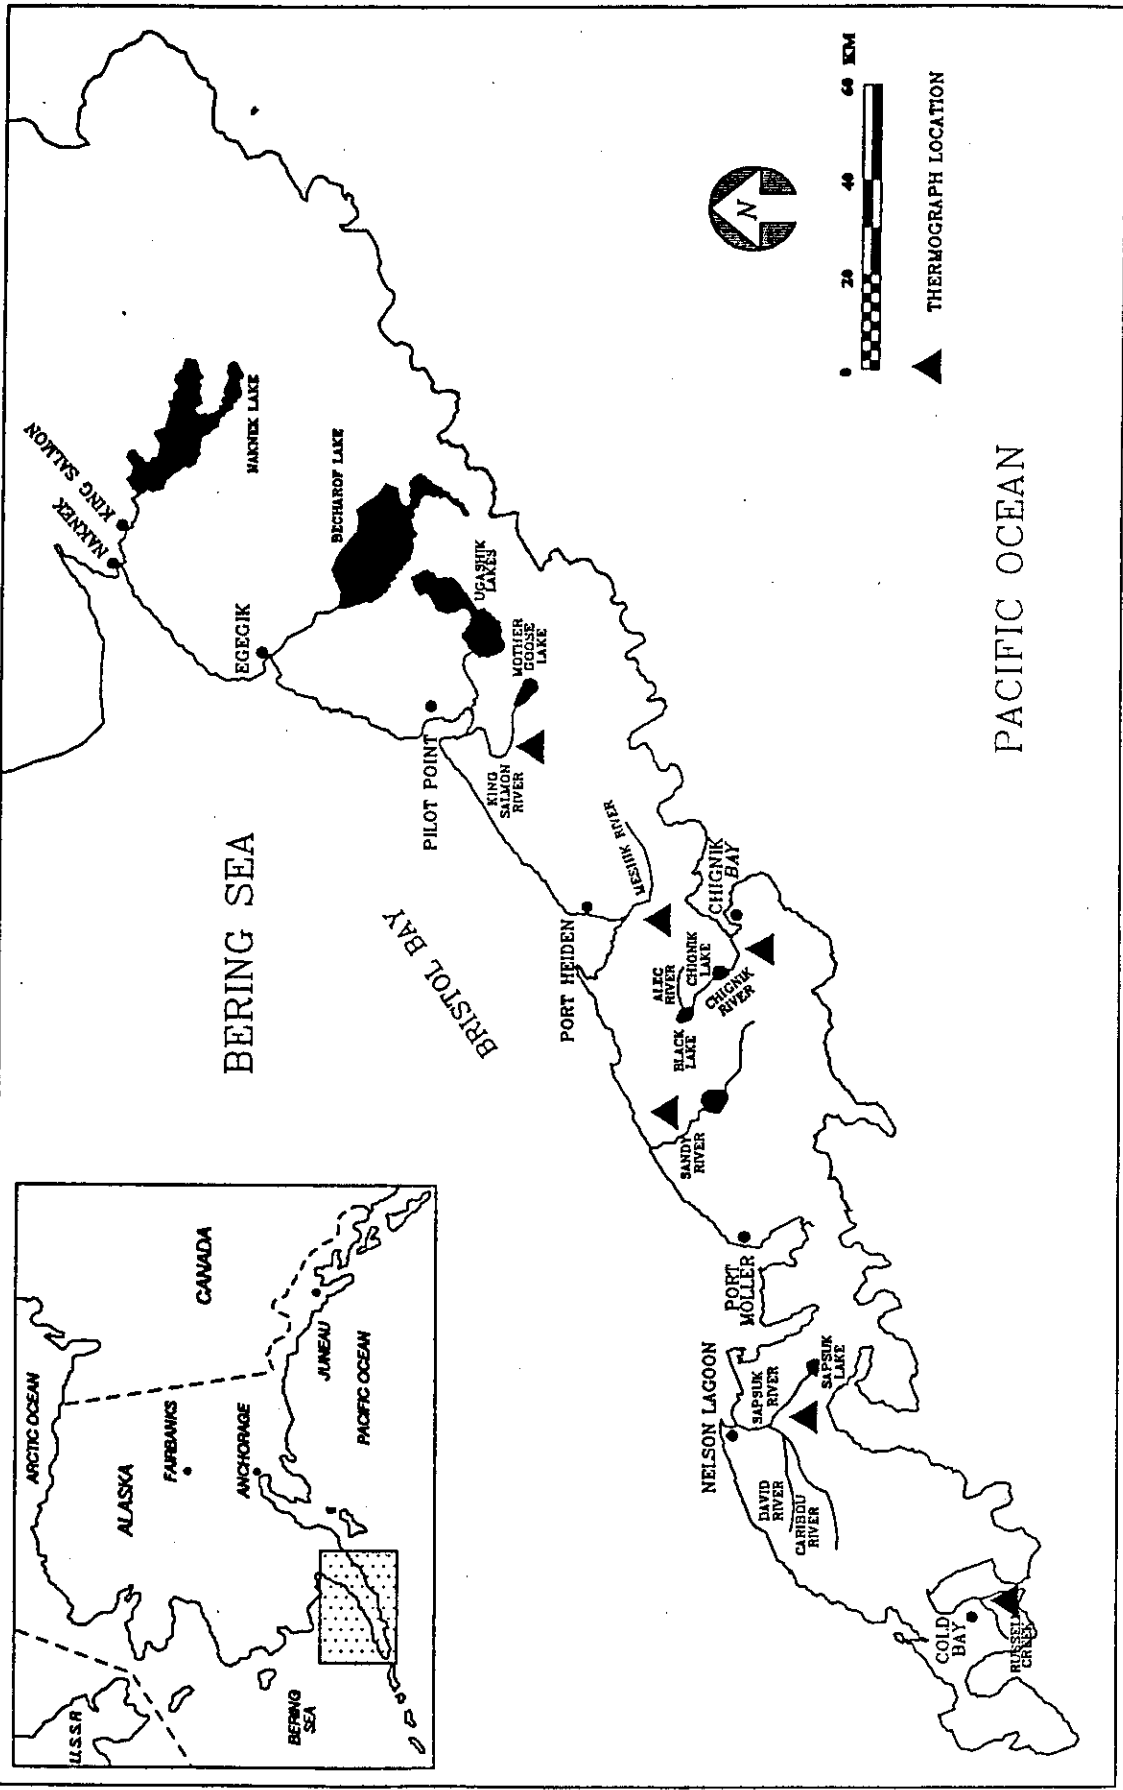 ARCTIC OCEAN
U.S.S.R
ALASKA
FAIRBANKS
CANADA
ANCHORAGE
JUNEAU
BERING
SEA
PACIFIC OCEAN
BERING SEA
BRISTOL BAY
NAKNEK
KING SALMON
NAKNEK LAKE
EGEGIK
BECHAROF LAKE
PILOT POINT
UGASHIK
LAKES
MOTHER
GOOSE
LAKE
KING
SALMON
RIVER
PORT HEIDEN
MESHIK RIVER
ALEC
RIVER
CHIGNIK
LAKE
CHIGNIK
BAY
BLACK
LAKE
CHIGNIK
RIVER
SANDY
RIVER
PORT
MOLLER
NELSON LAGOON
SAPSUK
RIVER
SAPSUK
LAKE
DAVID
RIVER
CARIBOU
RIVER
COLD
BAY
RUSSELL
CREEK
PACIFIC OCEAN
N
0 20 40 60 KM
THERMOGRAPH LOCATION